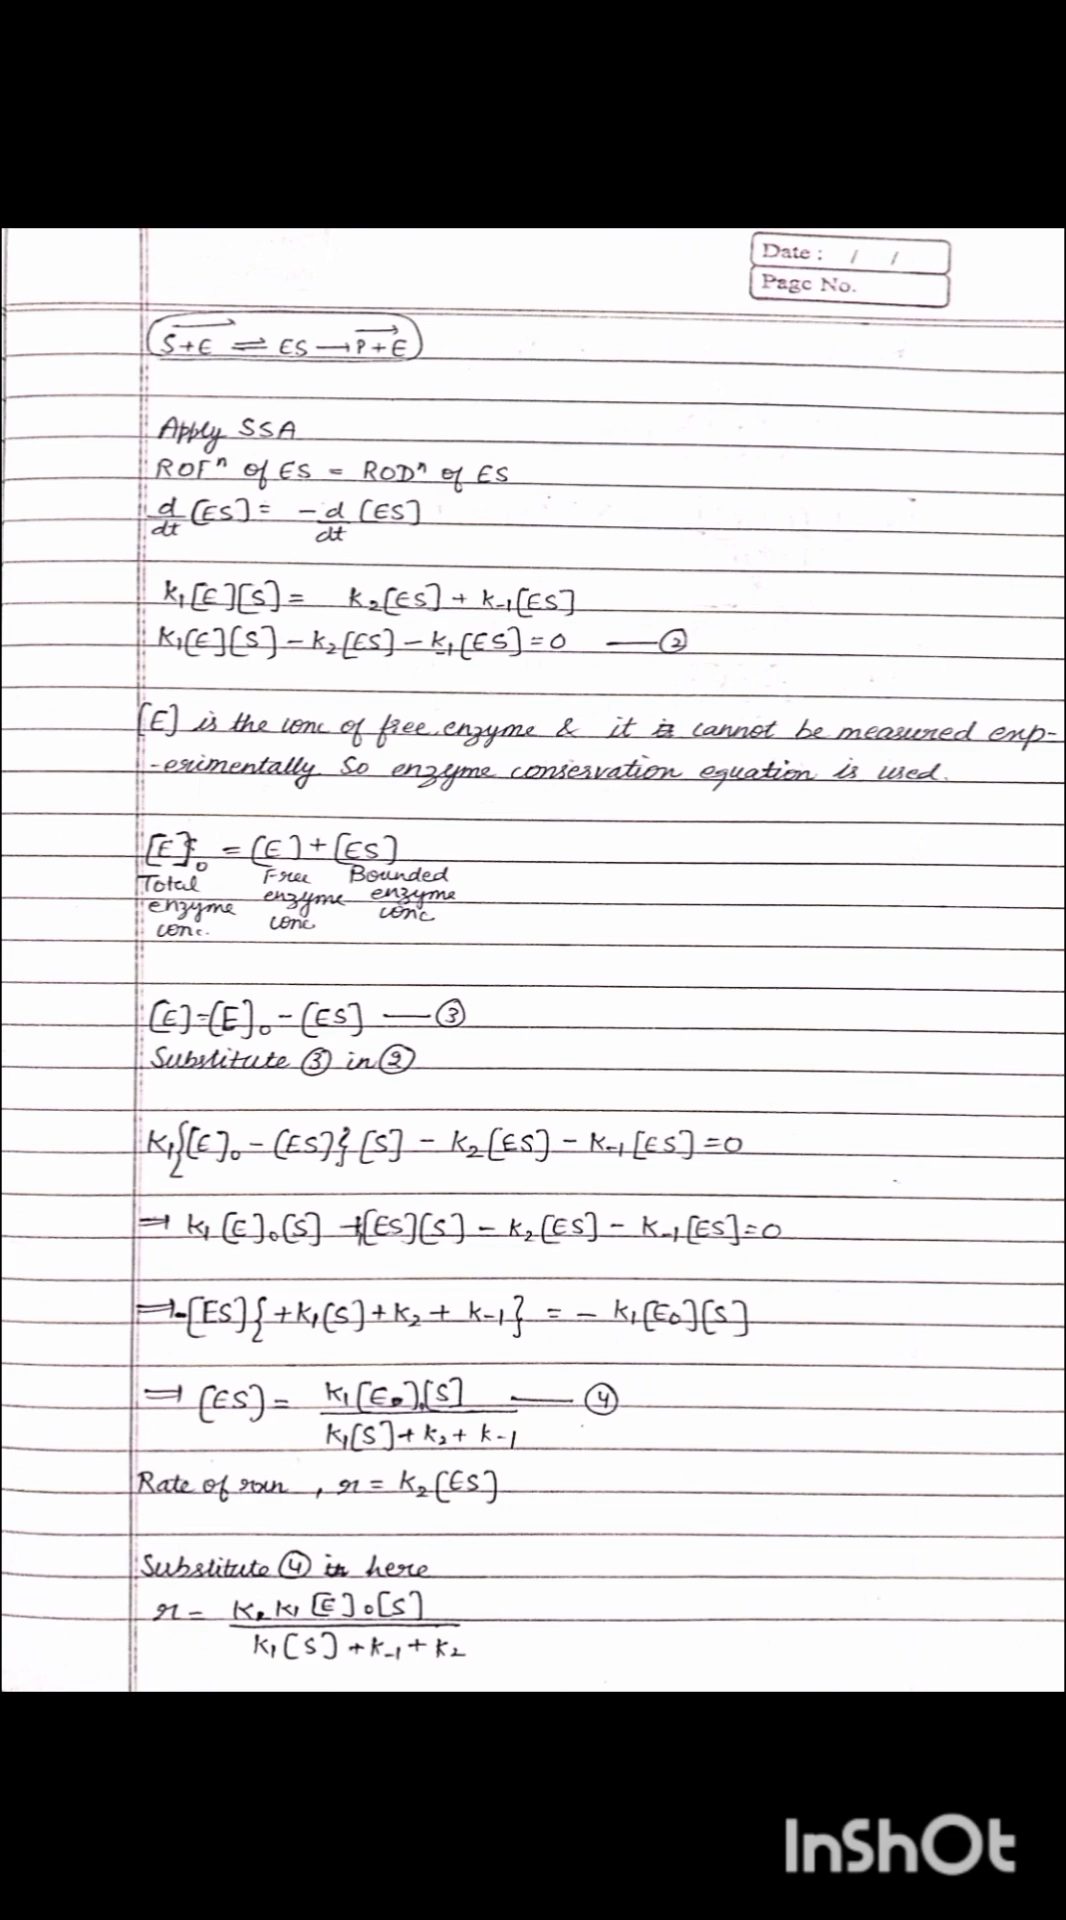 Date : / /
Page No.
S+E ⇌ ES → P+E
Apply SSA
ROFⁿ of ES = RODⁿ of ES
d/dt [ES] = -d/dt [ES]
K₁[E][S] = K₂[ES] + K₋₁[ES]
K₁[E][S] - K₂[ES] - K₋₁[ES] = 0 —②
[E] is the conc of free enzyme & it cannot be measured exp-
-erimentally So enzyme conservation equation is used.
[E]₀ = [E] + [ES]
Total enzyme conc. Free enzyme conc Bounded enzyme conc
[E] = [E]₀ - [ES] —③
Substitute ③ in ②
K₁{[E]₀ - [ES]}[S] - K₂[ES] - K₋₁[ES] = 0
⇒ K₁[E]₀[S] [ES][S] - K₂[ES] - K₋₁[ES] = 0
⇒ -[ES]{+K₁[S] + K₂ + K-1} = - K₁[E₀][S]
⇒ [ES] = K₁[E₀][S] / K₁[S] + K₂ + K-1 —④
Rate of rxn, r = K₂[ES]
Substitute ④ in here
r = K₂K₁[E]₀[S] / K₁[S] + K₋₁ + K₂
InShOt